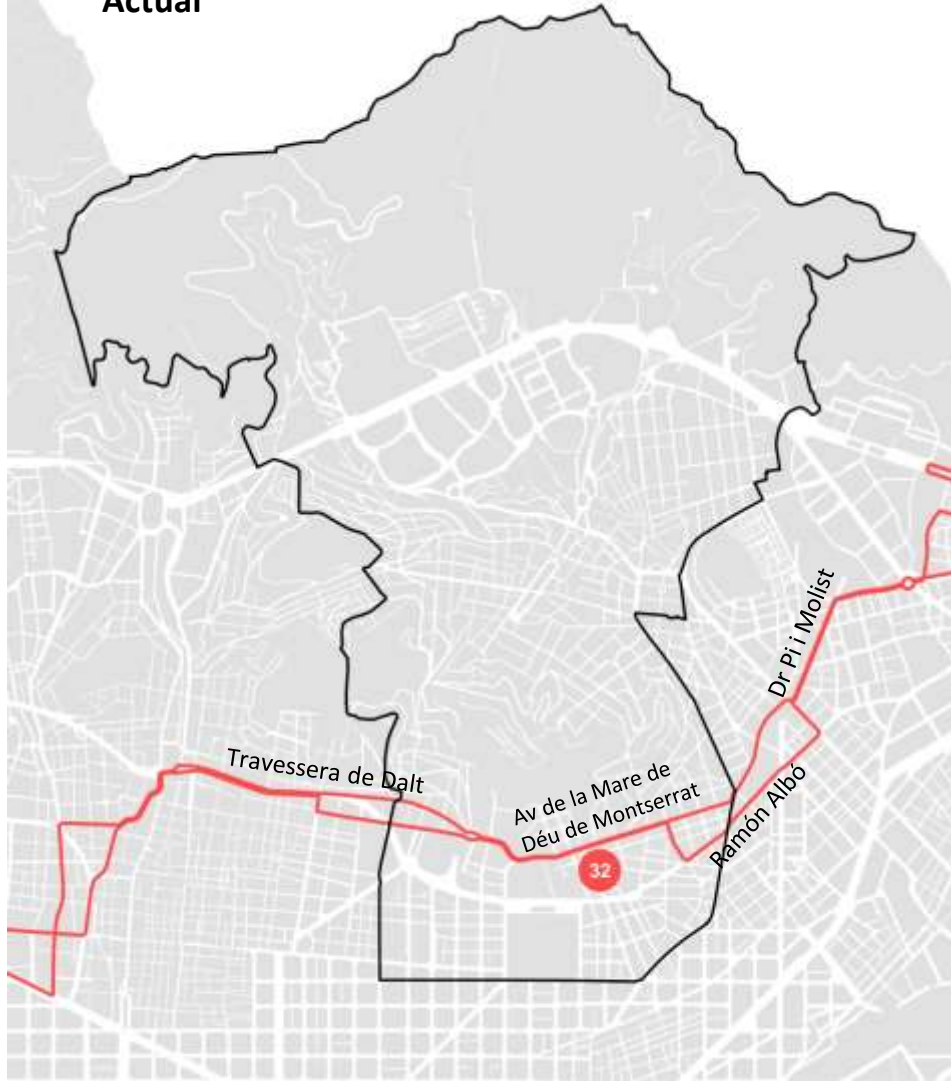 Actual
Dr Pi i Molist
Travessera de Dalt
Av de la Mare de
Déu de Montserrat
Ramón Albó
32